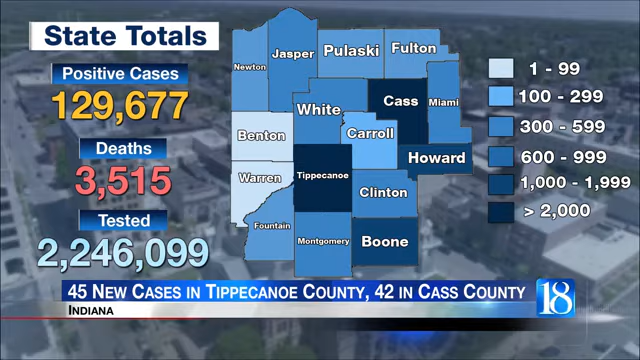 State Totals
Positive Cases
129,677
Deaths
3,515
Tested
2,246,099
Newton
Jasper
Pulaski
Fulton
White
Cass
Miami
Benton
Carroll
Howard
Warren
Tippecanoe
Clinton
Fountain
Montgomery
Boone
1 - 99
100 - 299
300 - 599
600 - 999
1,000 - 1,999
> 2,000
45 New Cases in Tippecanoe County, 42 in Cass County
Indiana
18